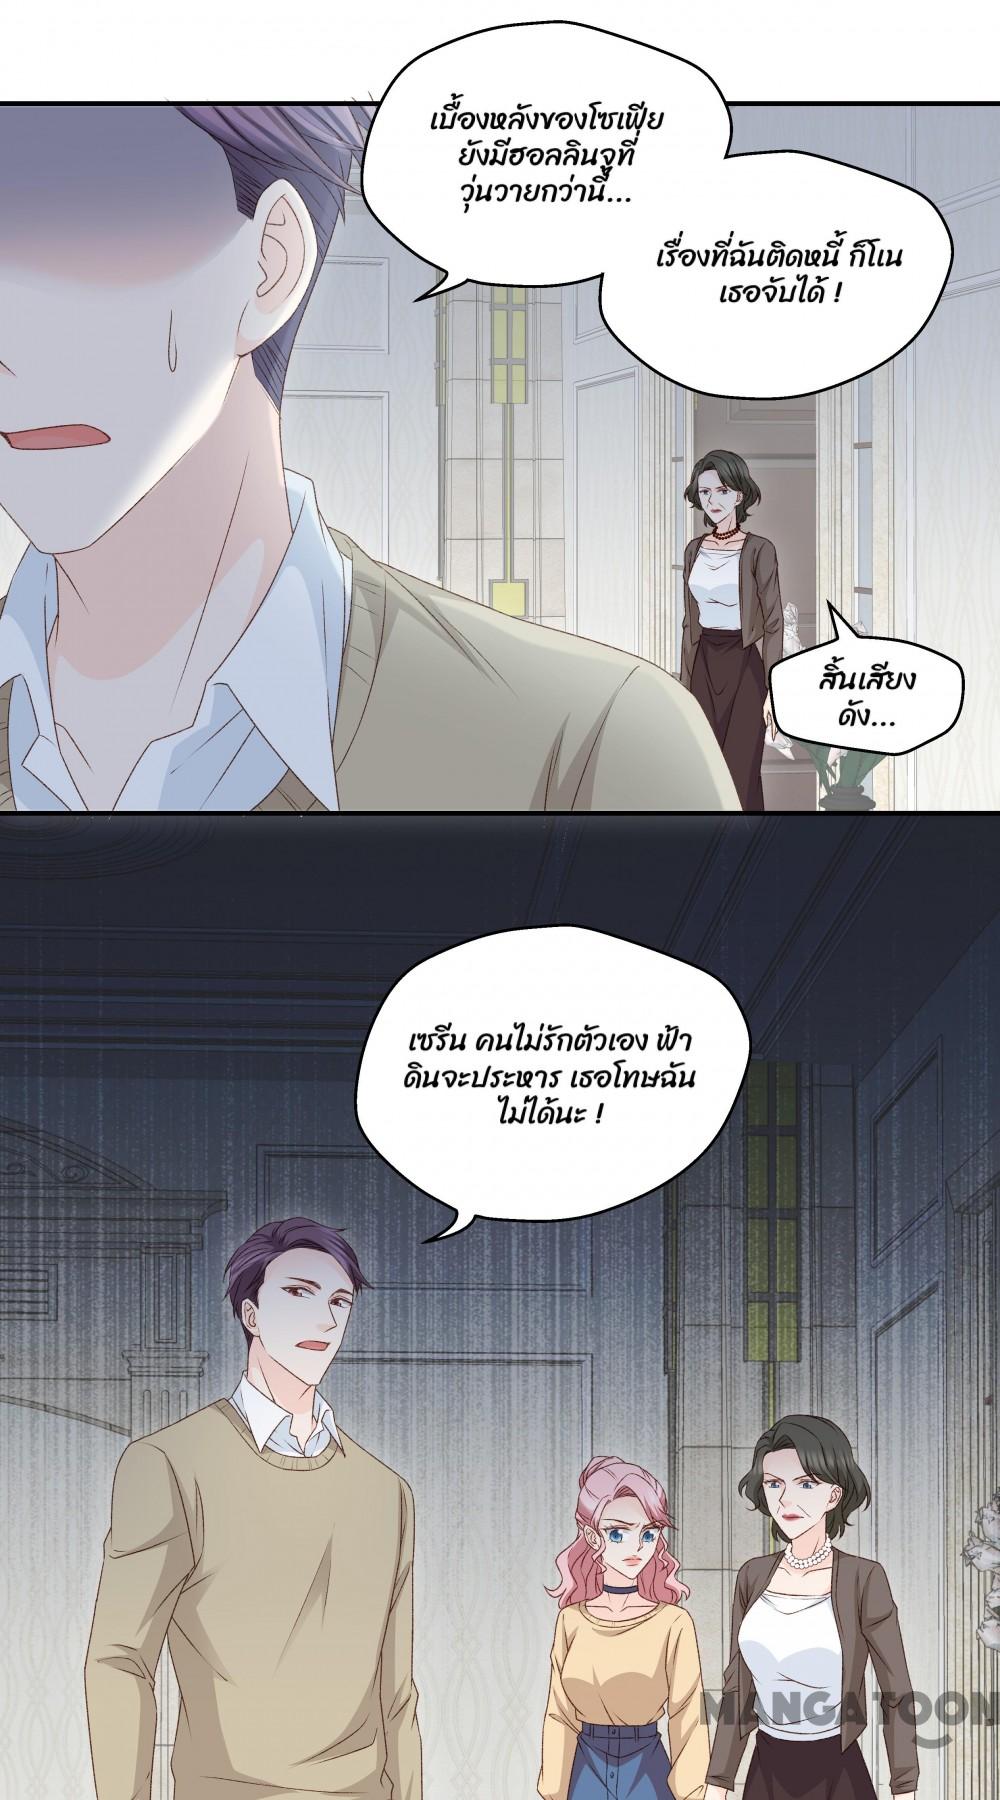 เบื้องหลังของโซเฟีย
ยังมีฮอลลินจูที่
วุ่นวายกว่านี้...
เรื่องที่ฉันติดหนี้ ก็โดน
เธอจับได้ !
สิ้นเสียง
ดัง...
เซรีน คนไม่รักตัวเอง ฟ้า
ดินจะประหาร เธอโทษฉัน
ไม่ได้นะ !
MANGATOON